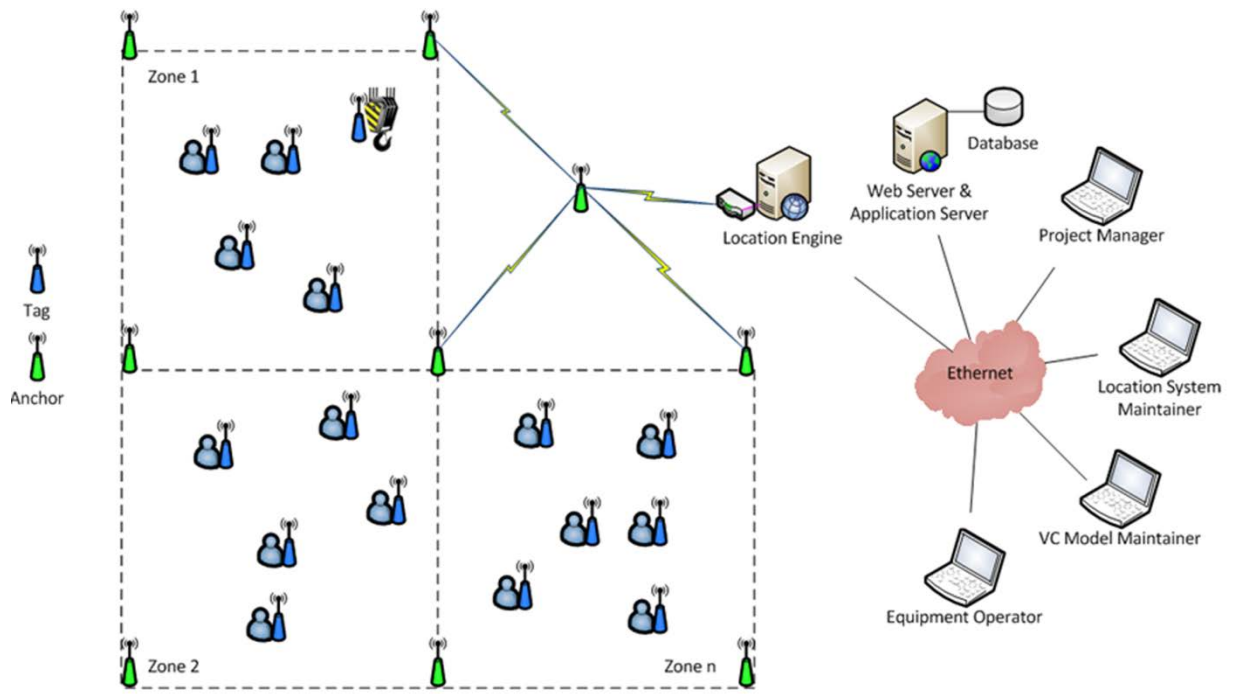 Zone 1
Tag
Anchor
Zone 2
Zone n
Location Engine
Web Server &
Application Server
Database
Project Manager
Ethernet
Location System
Maintainer
VC Model Maintainer
Equipment Operator